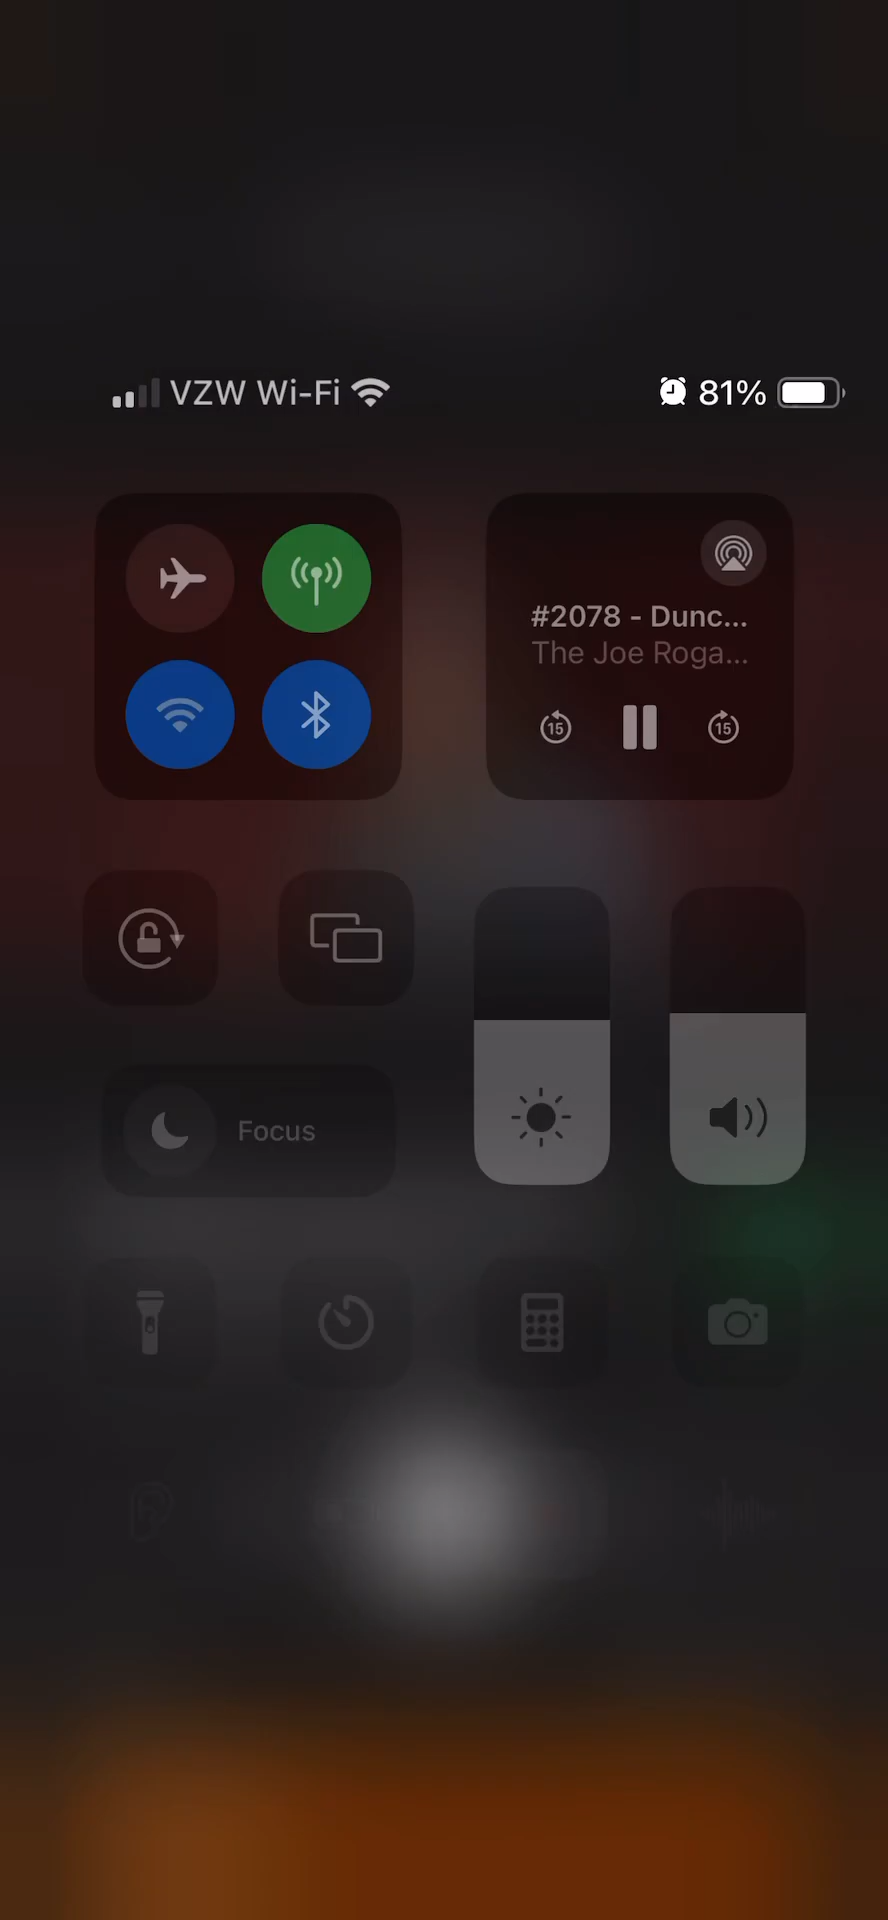 VZW Wi-Fi 81%
#2078 - Dunc...
The Joe Roga...
15 15
Focus